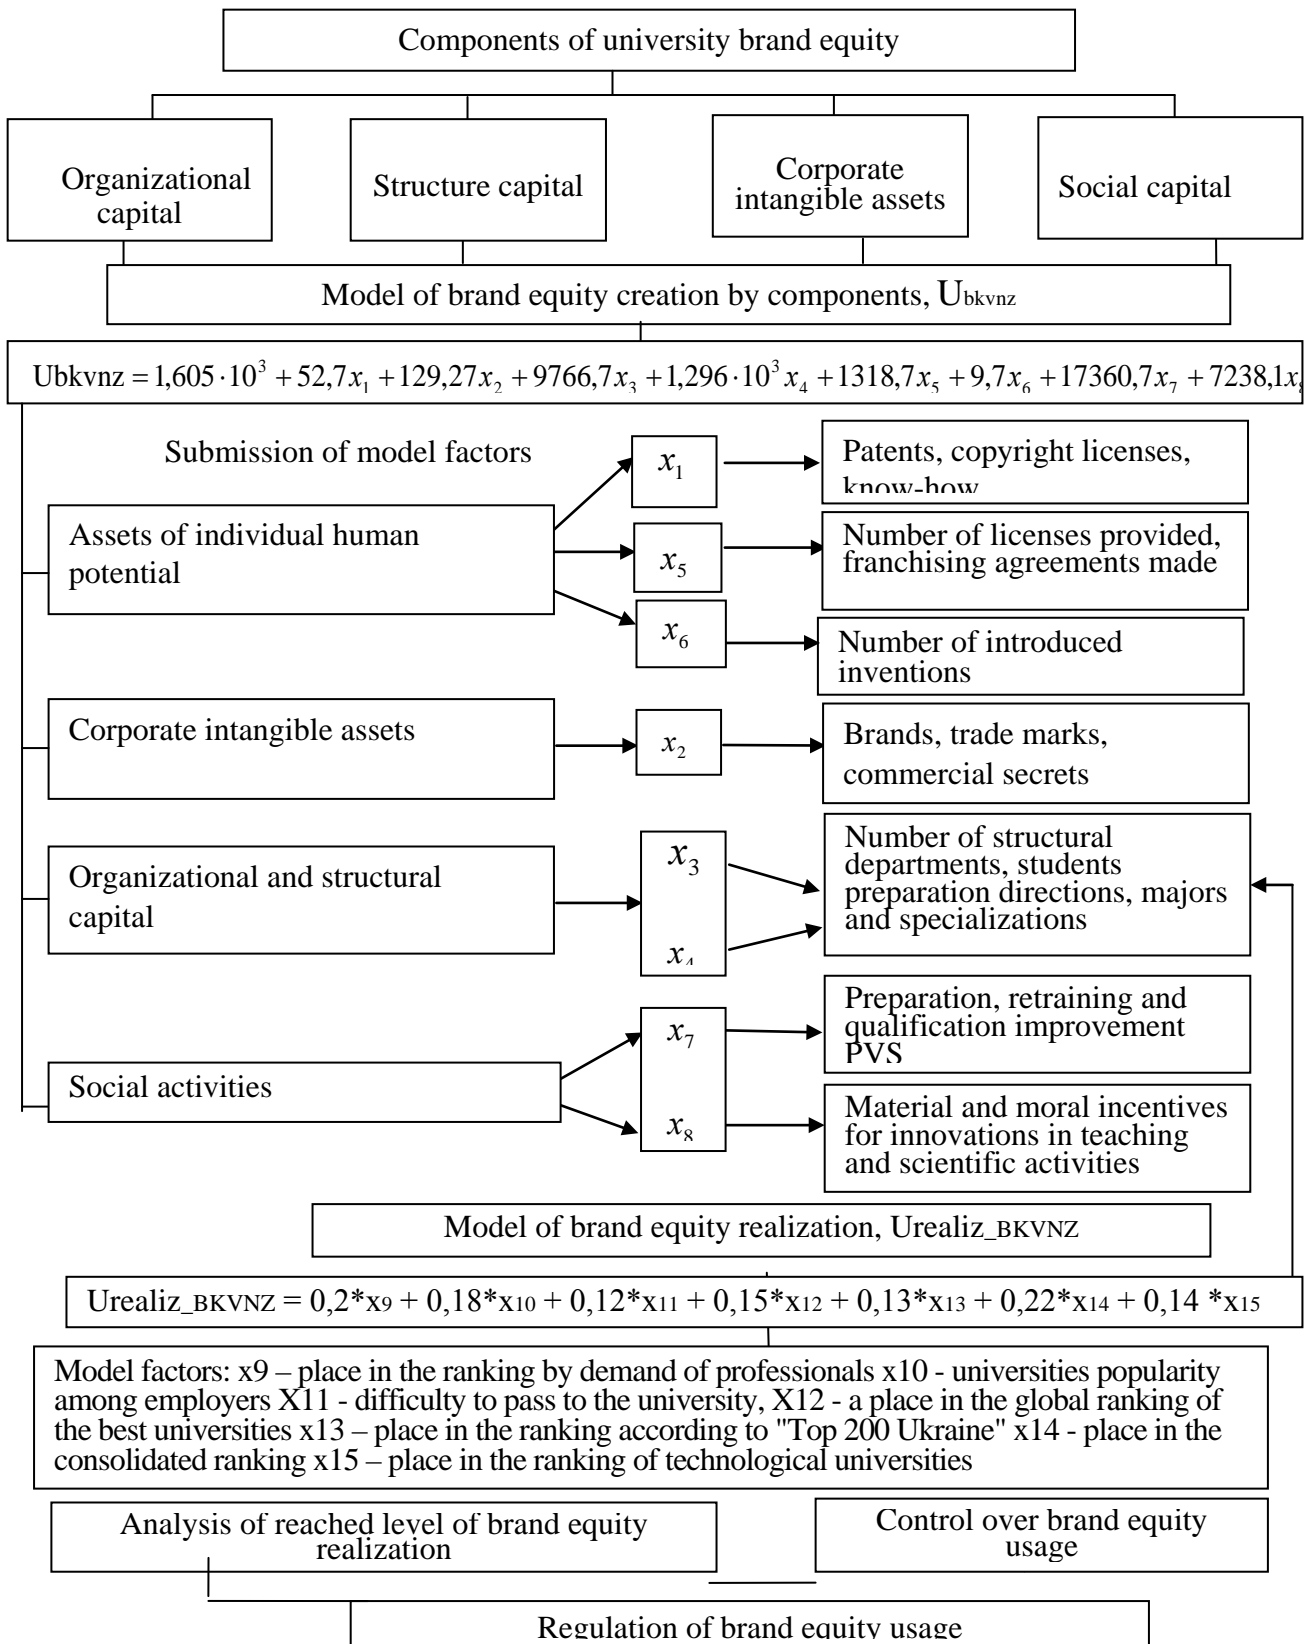 Components of university brand equity
Organizational
capital
Structure capital
Corporate
intangible assets
Social capital
Model of brand equity creation by components, Ubkvnz
Ubkvnz = 1,605·10³ + 52,7x₁ + 129,27x₂ + 9766,7x₃ + 1,296·10³ x₄ + 1318,7x₅ + 9,7x₆ + 17360,7x₇ + 7238,1x₈
Submission of model factors
Assets of individual human
potential
x₁
Patents, copyright licenses,
know-how
x₅
Number of licenses provided,
franchising agreements made
x₆
Number of introduced
inventions
Corporate intangible assets
x₂
Brands, trade marks,
commercial secrets
Organizational and structural
capital
x₃
x₄
Number of structural
departments, students
preparation directions, majors
and specializations
Social activities
x₇
x₈
Preparation, retraining and
qualification improvement
PVS
Material and moral incentives
for innovations in teaching
and scientific activities
Model of brand equity realization, Urealiz_BKVNZ
Urealiz_BKVNZ = 0,2*x9 + 0,18*x10 + 0,12*x11 + 0,15*x12 + 0,13*x13 + 0,22*x14 + 0,14 *x15
Model factors: x9 – place in the ranking by demand of professionals x10 - universities popularity
among employers X11 - difficulty to pass to the university, X12 - a place in the global ranking of
the best universities x13 – place in the ranking according to "Top 200 Ukraine" x14 - place in the
consolidated ranking x15 – place in the ranking of technological universities
Analysis of reached level of brand equity
realization
Control over brand equity
usage
Regulation of brand equity usage